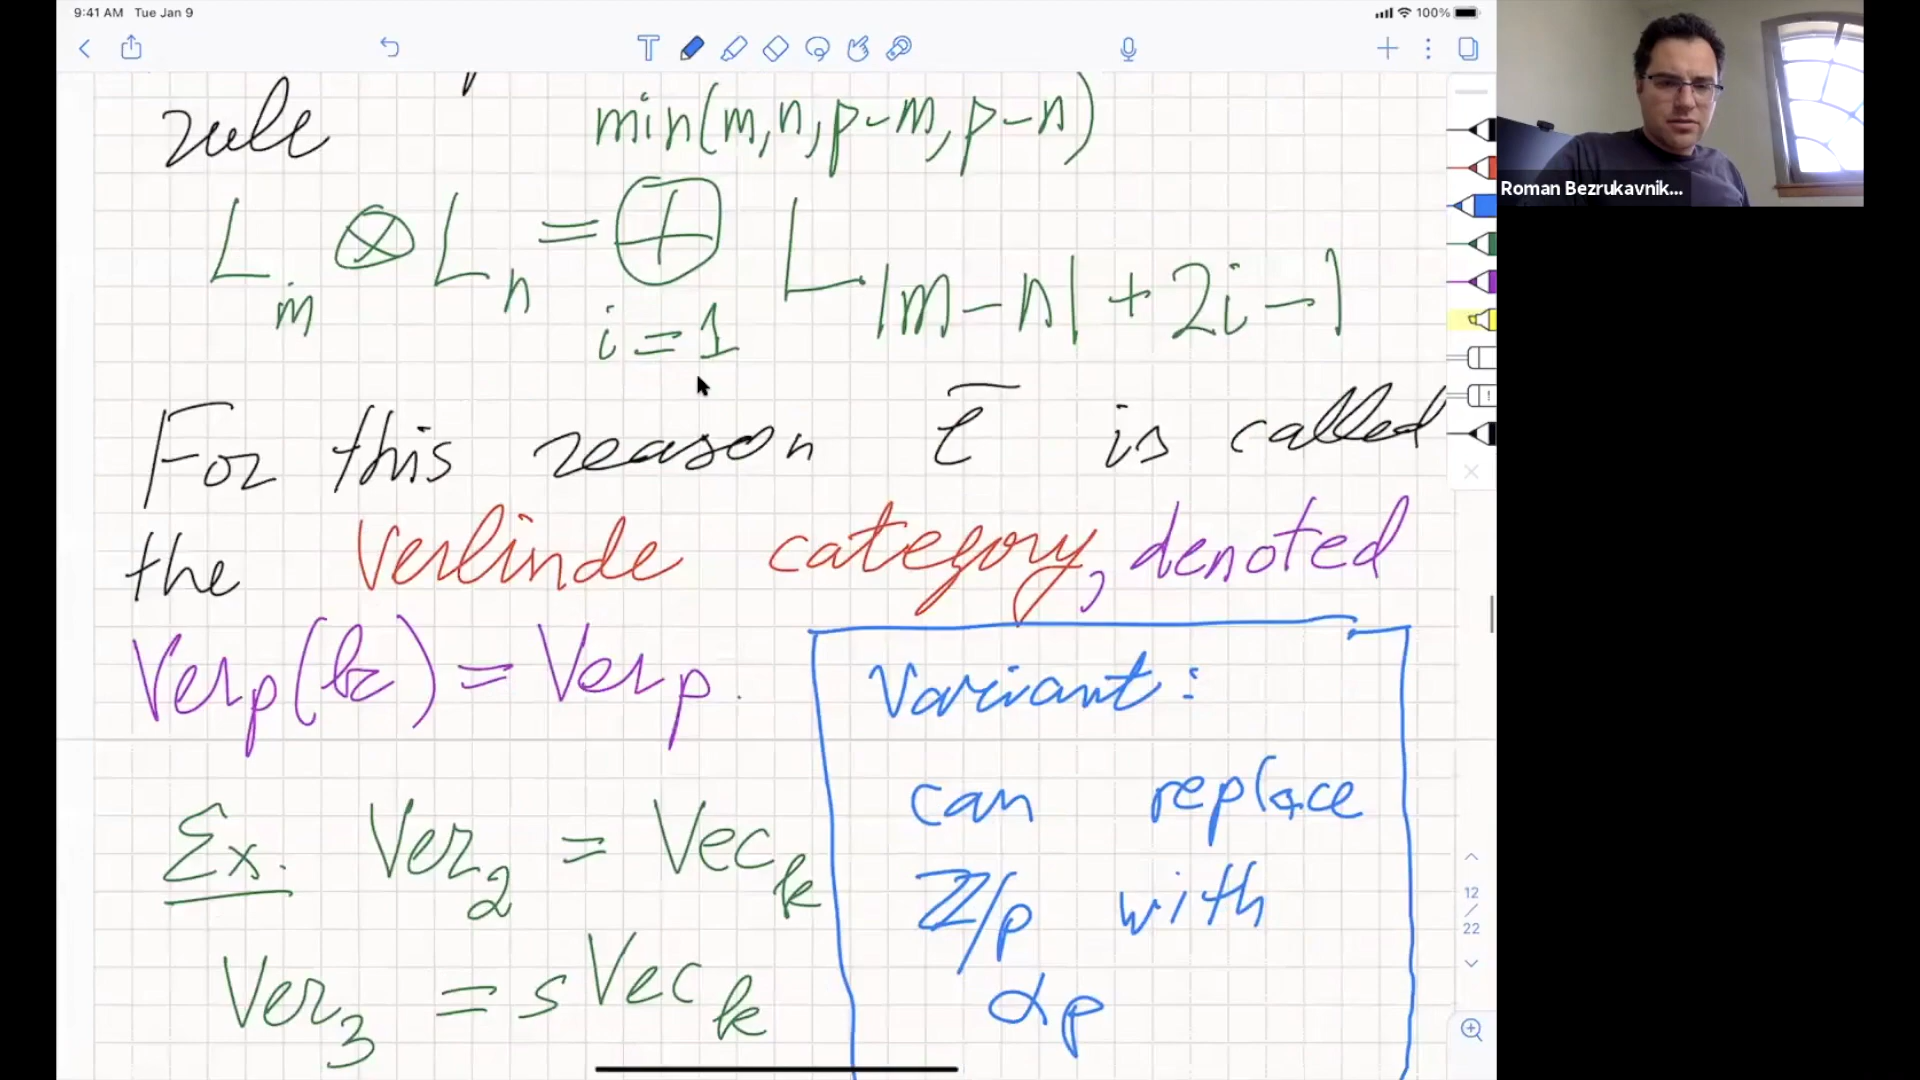 9:41 AM Tue Jan 9
100%
rule
min(m,n,p-m,p-n)
L_m ⊗ L_n = ⊕ L_{|m-n|+2i-1}
i=1
For this reason \overline{C} is called
the Verlinde category, denoted
Ver_p(k) = Ver_p.
Ex. Ver_2 = Vec_k
Ver_3 = sVec_k
Variant:
can replace
Z/p with
α_p
12
/
22
Roman Bezrukavnik...